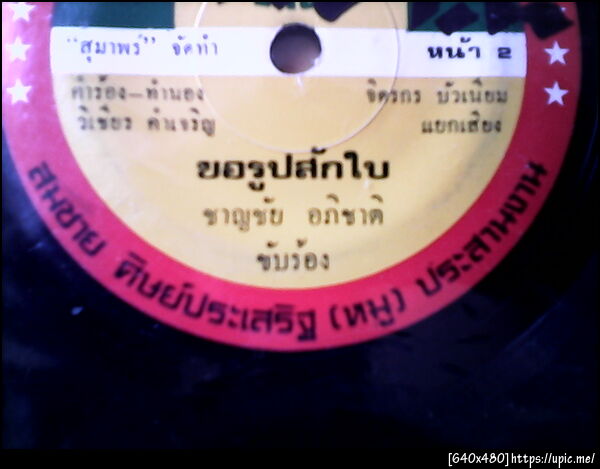 “สุมาพร” จัดทำ หน้า 2
คำร้อง-ทำนอง จิตรกร บัวเนียม
วิเชียร คำเจริญ แยกเสียง
ขอรูปสักใบ
ชาญชัย อภิชาติ
ขับร้อง
สมชาย ศิษย์ประเสริฐ (หมู) ประสานงาน
[640x480]https://upic.me/